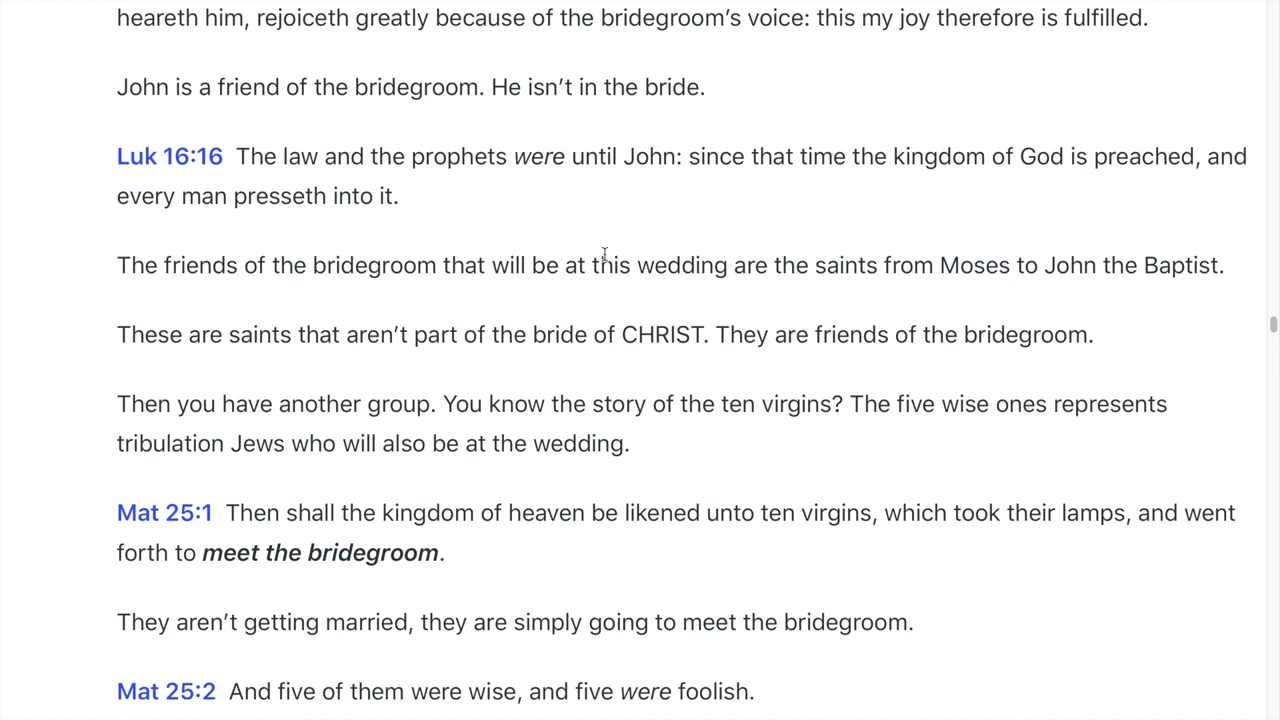 heareth him, rejoiceth greatly because of the bridegroom’s voice: this my joy therefore is fulfilled.
John is a friend of the bridegroom. He isn’t in the bride.
Luk 16:16 The law and the prophets were until John: since that time the kingdom of God is preached, and
every man presseth into it.
The friends of the bridegroom that will be at this wedding are the saints from Moses to John the Baptist.
These are saints that aren’t part of the bride of CHRIST. They are friends of the bridegroom.
Then you have another group. You know the story of the ten virgins? The five wise ones represents
tribulation Jews who will also be at the wedding.
Mat 25:1 Then shall the kingdom of heaven be likened unto ten virgins, which took their lamps, and went
forth to meet the bridegroom.
They aren’t getting married, they are simply going to meet the bridegroom.
Mat 25:2 And five of them were wise, and five were foolish.